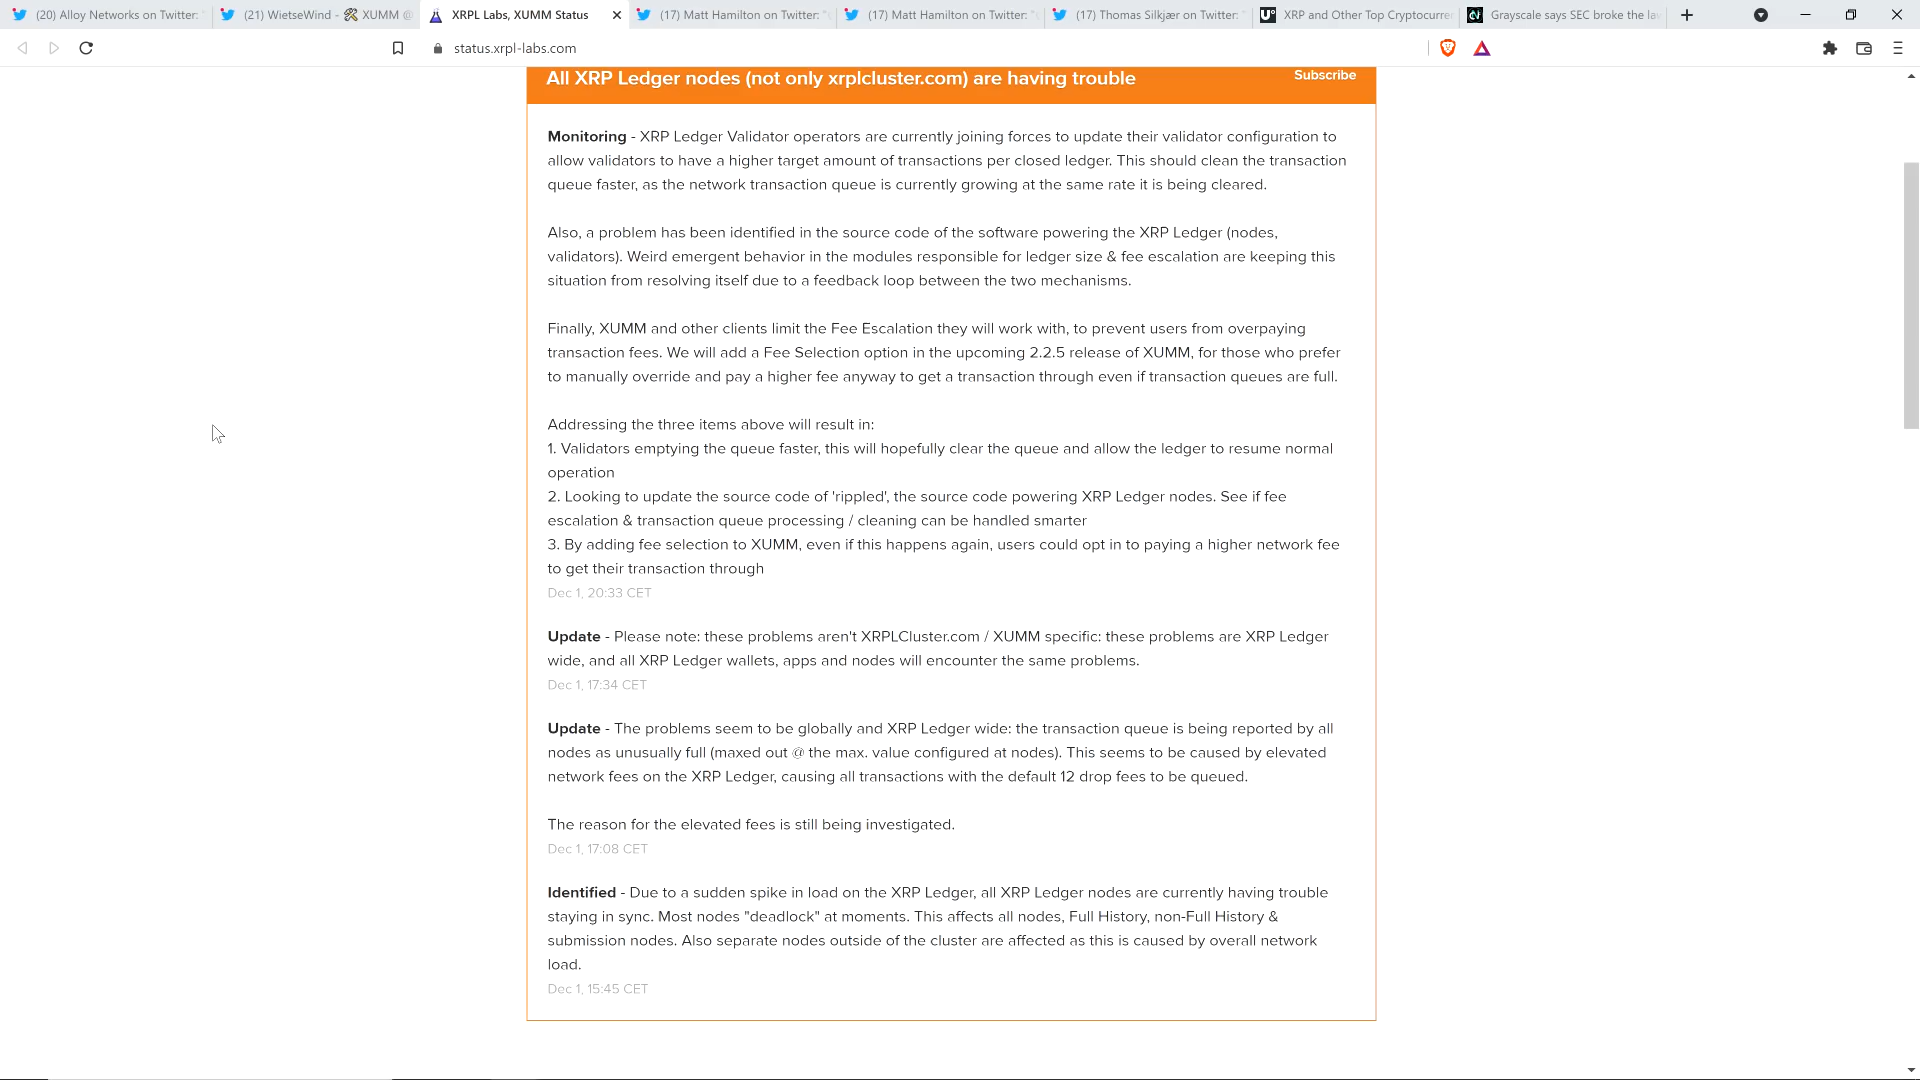 (20) Alloy Networks on Twitter:
(21) WietseWind - 🛠 XUMM @
XRPL Labs, XUMM Status
(17) Matt Hamilton on Twitter: "
(17) Matt Hamilton on Twitter: "
(17) Thomas Silkjær on Twitter: "
XRP and Other Top Cryptocurre
Grayscale says SEC broke the la
status.xrpl-labs.com
All XRP Ledger nodes (not only xrplcluster.com) are having trouble
Subscribe
Monitoring - XRP Ledger Validator operators are currently joining forces to update their validator configuration to
allow validators to have a higher target amount of transactions per closed ledger. This should clean the transaction
queue faster, as the network transaction queue is currently growing at the same rate it is being cleared.
Also, a problem has been identified in the source code of the software powering the XRP Ledger (nodes,
validators). Weird emergent behavior in the modules responsible for ledger size & fee escalation are keeping this
situation from resolving itself due to a feedback loop between the two mechanisms.
Finally, XUMM and other clients limit the Fee Escalation they will work with, to prevent users from overpaying
transaction fees. We will add a Fee Selection option in the upcoming 2.2.5 release of XUMM, for those who prefer
to manually override and pay a higher fee anyway to get a transaction through even if transaction queues are full.
Addressing the three items above will result in:
1. Validators emptying the queue faster, this will hopefully clear the queue and allow the ledger to resume normal
operation
2. Looking to update the source code of 'rippled', the source code powering XRP Ledger nodes. See if fee
escalation & transaction queue processing / cleaning can be handled smarter
3. By adding fee selection to XUMM, even if this happens again, users could opt in to paying a higher network fee
to get their transaction through
Dec 1, 20:33 CET
Update - Please note: these problems aren't XRPLCluster.com / XUMM specific: these problems are XRP Ledger
wide, and all XRP Ledger wallets, apps and nodes will encounter the same problems.
Dec 1, 17:34 CET
Update - The problems seem to be globally and XRP Ledger wide: the transaction queue is being reported by all
nodes as unusually full (maxed out @ the max. value configured at nodes). This seems to be caused by elevated
network fees on the XRP Ledger, causing all transactions with the default 12 drop fees to be queued.
The reason for the elevated fees is still being investigated.
Dec 1, 17:08 CET
Identified - Due to a sudden spike in load on the XRP Ledger, all XRP Ledger nodes are currently having trouble
staying in sync. Most nodes "deadlock" at moments. This affects all nodes, Full History, non-Full History &
submission nodes. Also separate nodes outside of the cluster are affected as this is caused by overall network
load.
Dec 1, 15:45 CET